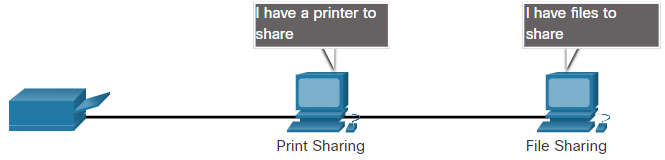 I have a printer to
share
I have files to
share
Print Sharing
File Sharing